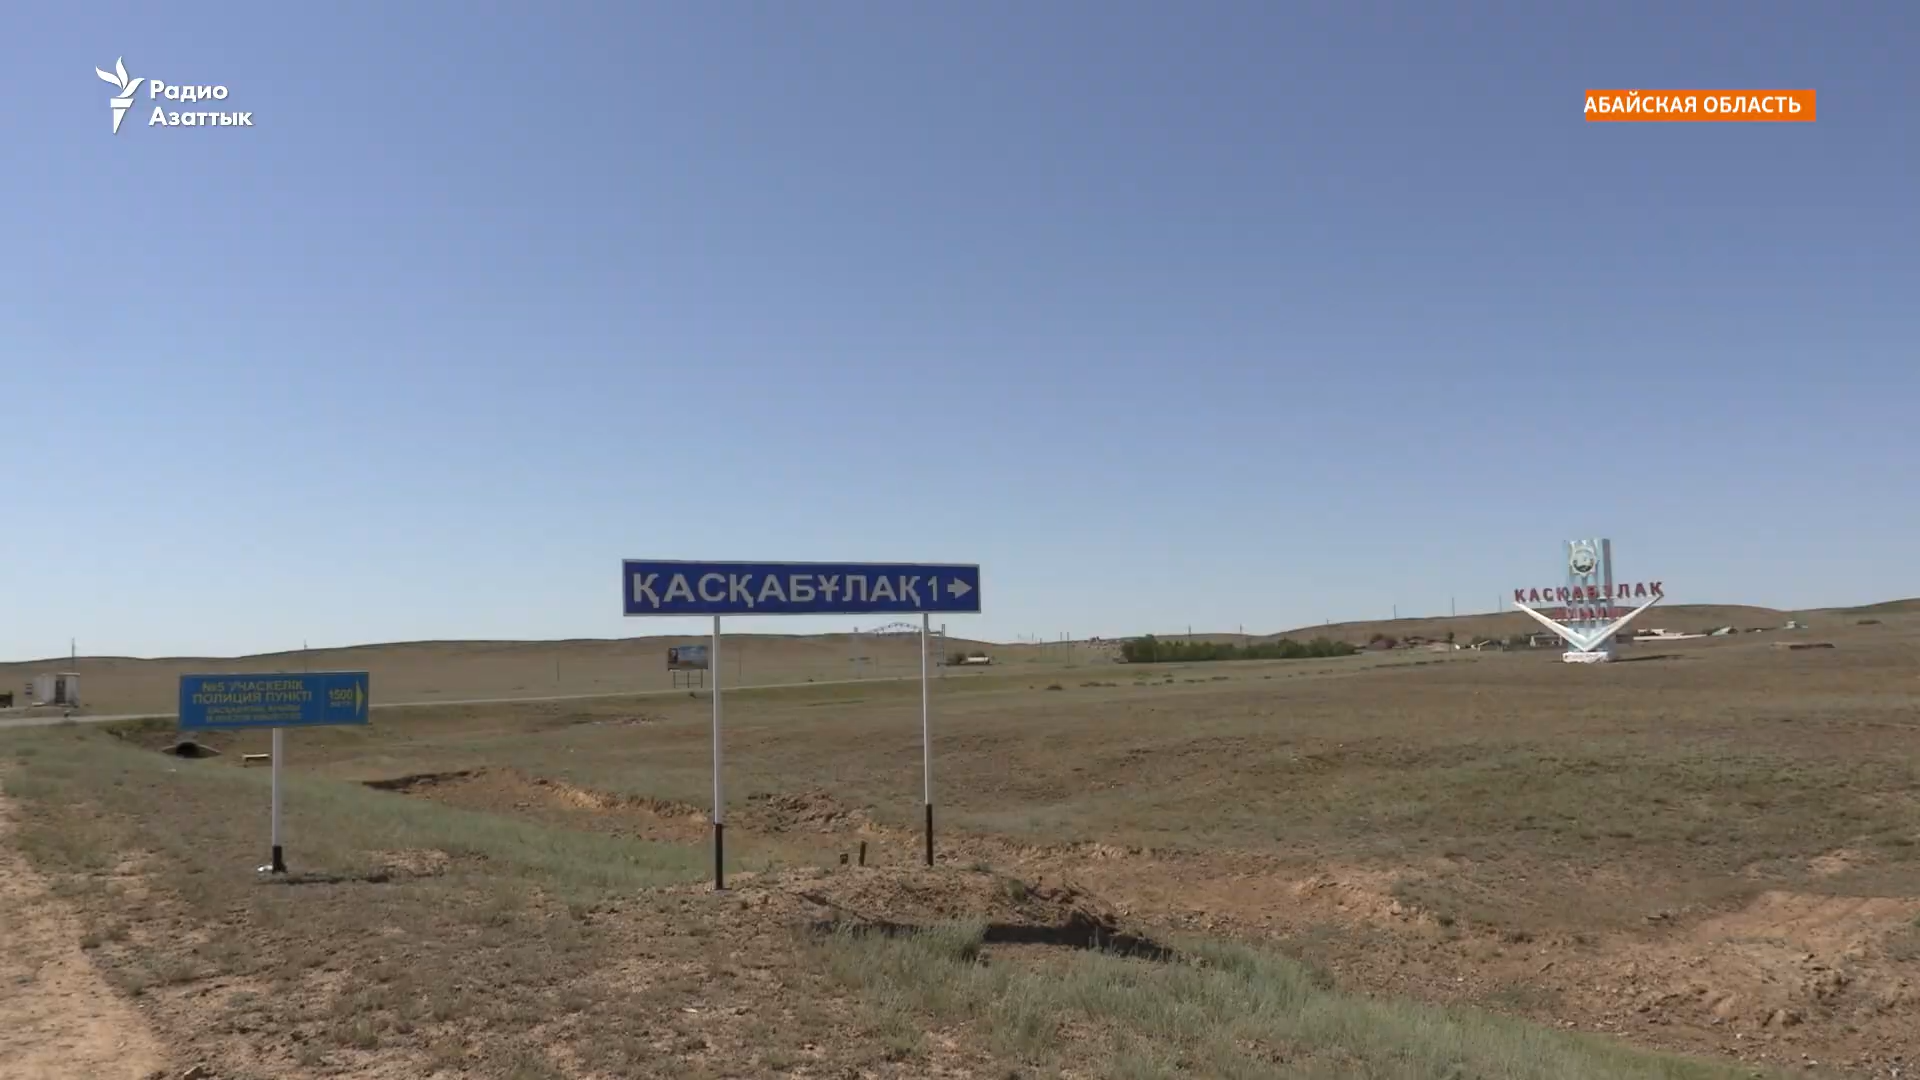 Радио
Азаттык
АБАЙСКАЯ ОБЛАСТЬ
ҚАСҚАБҰЛАҚ 1
ҚАСҚАБҰЛАҚ
№5 УЧАСКЕЛІК
ПОЛИЦИЯ ПУНКТІ
1500